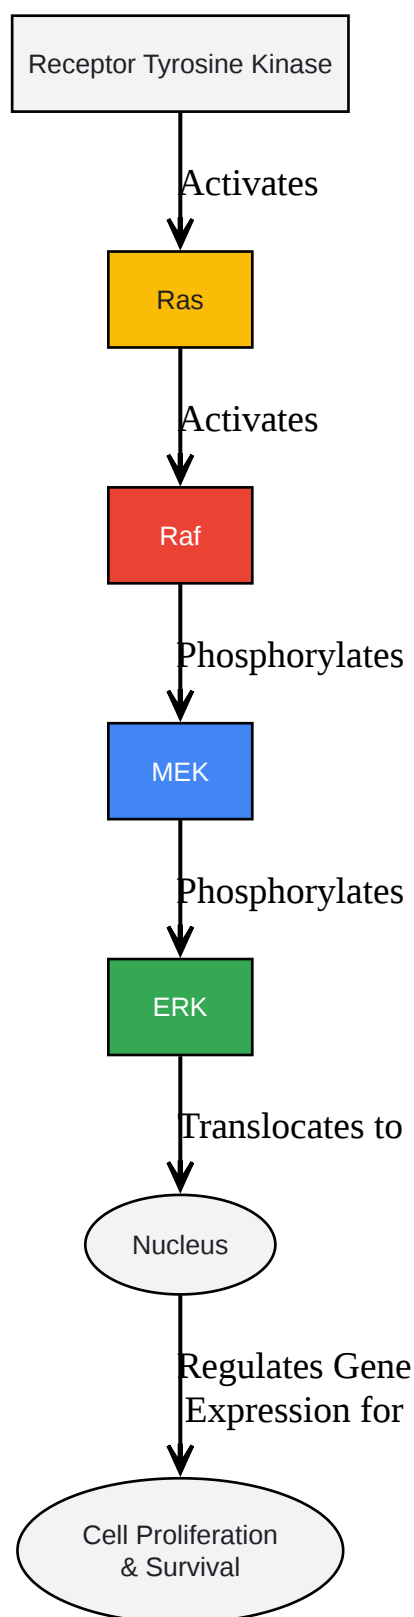 Receptor Tyrosine Kinase
Activates
Ras
Activates
Raf
Phosphorylates
MEK
Phosphorylates
ERK
Translocates to
Nucleus
Regulates Gene
Expression for
Cell Proliferation
& Survival